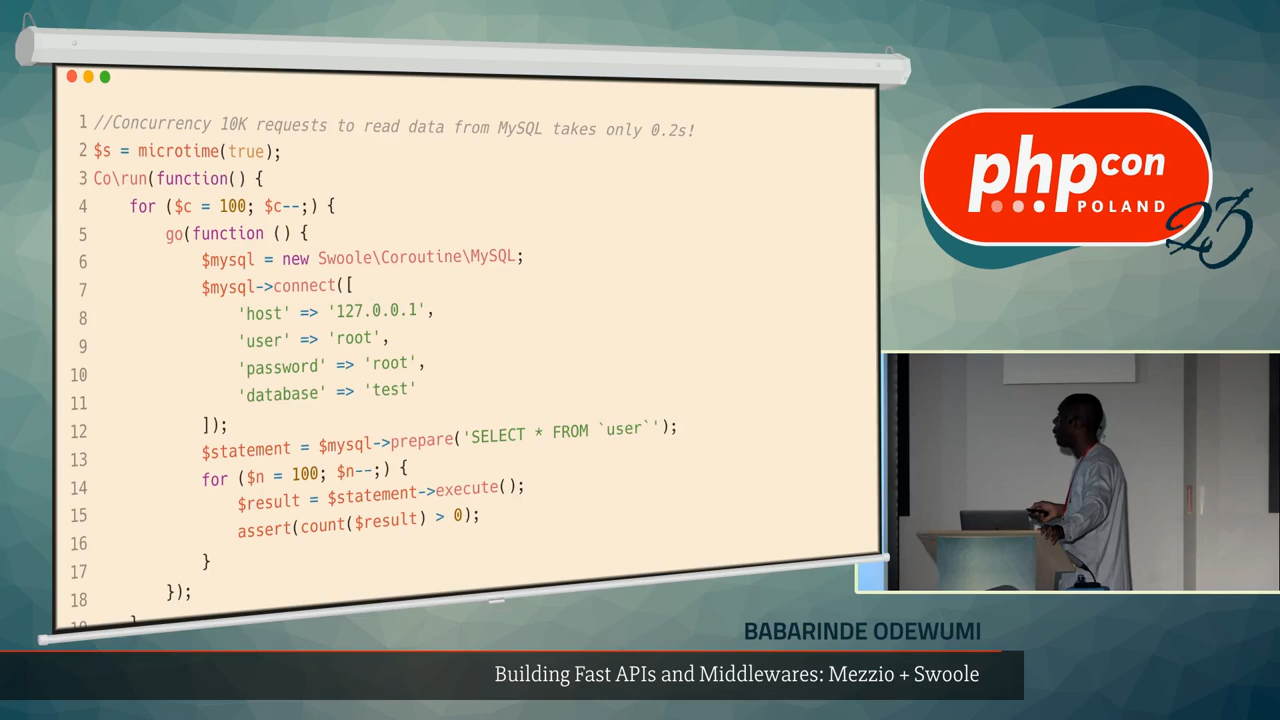 1 //Concurrency 10K requests to read data from MySQL takes only 0.2s!
2 $s = microtime(true);
3 Co\run(function() {
4     for ($c = 100; $c--;) {
5         go(function () {
6             $mysql = new Swoole\Coroutine\MySQL;
7             $mysql->connect([
8                 'host' => '127.0.0.1',
9                 'user' => 'root',
10                 'password' => 'root',
11                 'database' => 'test'
12             ]);
13             $statement = $mysql->prepare('SELECT * FROM `user`');
14             for ($n = 100; $n--;) {
15                 $result = $statement->execute();
16                 assert(count($result) > 0);
17             }
18         });
19     }
phpcon
POLAND
23
BABARINDE ODEWUMI
Building Fast APIs and Middlewares: Mezzio + Swoole